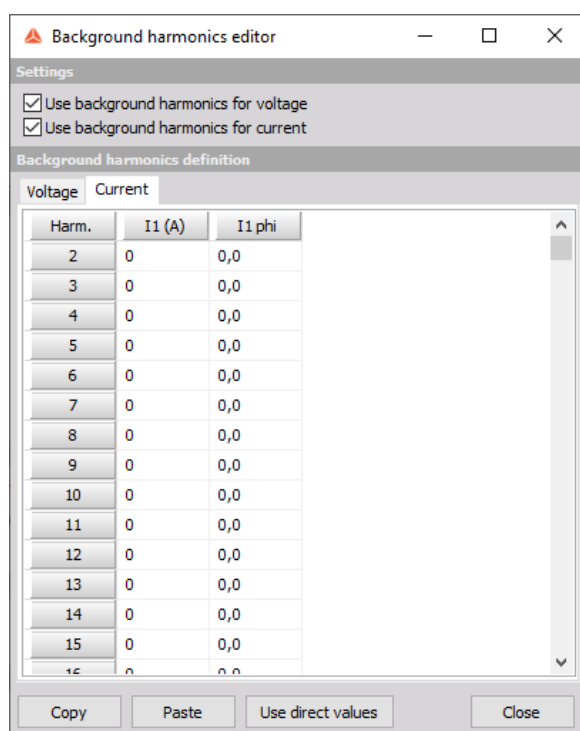 Background harmonics editor
Settings
Use background harmonics for voltage
Use background harmonics for current
Background harmonics definition
Voltage Current
Harm. I1 (A) I1 phi
2 0 0,0
3 0 0,0
4 0 0,0
5 0 0,0
6 0 0,0
7 0 0,0
8 0 0,0
9 0 0,0
10 0 0,0
11 0 0,0
12 0 0,0
13 0 0,0
14 0 0,0
15 0 0,0
16 0 0,0
Copy Paste Use direct values Close